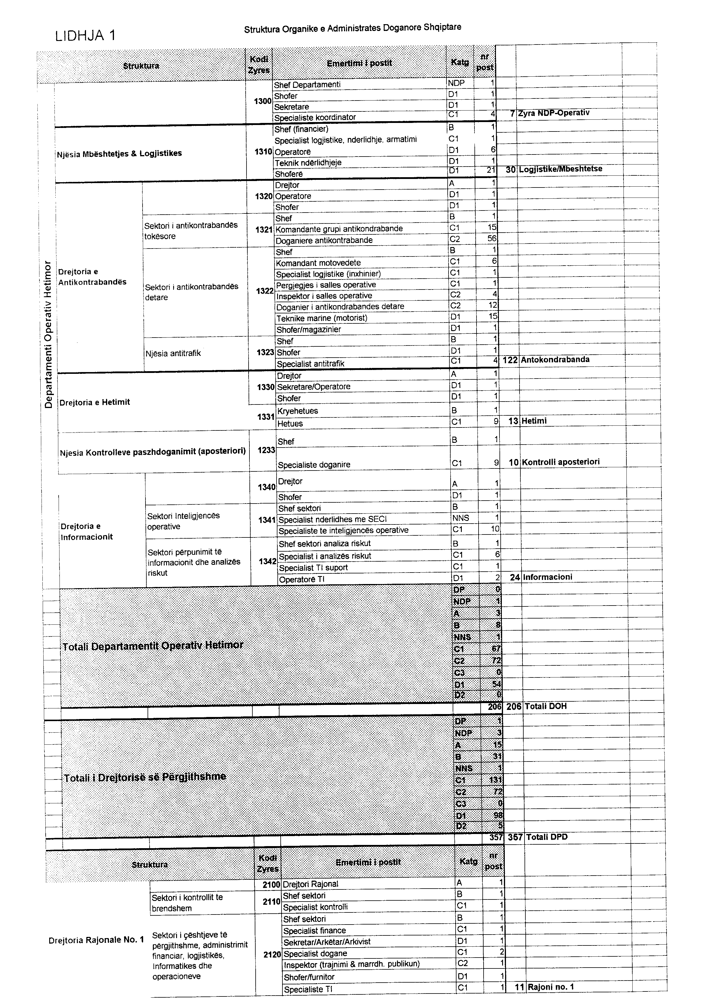 LIDHJA 1
Struktura Organike e Administrates Doganore Shqiptare
Struktura Kodi Zyres Emertimi i postit Katg nr post
Departamenti Operativ Hetimor
1300
Shef Departamenti NDP 1
Shofer D1 1
Sekretare D1 1
Specialiste koordinator C1 4 7 Zyra NDP-Operativ
Njësia Mbështetjes & Logjistikes 1310
Shef (financier) B 1
Specialist logjistike, nderlidhje, armatimi C1 1
Operatorë D1 6
Teknik ndërlidhjeje D1 1
Shoferë D1 21 30 Logjistike/Mbeshtetse
Drejtoria e
Antikontrabandës
1320
Drejtor A 1
Operatore D1 1
Shofer D1 1
Sektori i antikontrabandës
tokësore
1321
Shef B 1
Komandante grupi antikondrabande C1 15
Doganiere antikontrabande C2 56
Sektori i antikontrabandës
detare
1322
Shef B 1
Komandant motovedete C1 6
Specialist logjistike (inxhinier) C1 1
Pergjegjes i salles operative C1 1
Inspektor i salles operative C2 4
Doganier i antikondrabandes detare C2 12
Teknike marine (motorist) D1 15
Shofer/magazinier D1 1
Njësia antitrafik 1323
Shef B 1
Shofer D1 1
Specialist antitrafik C1 4 122 Antokondrabanda
Drejtoria e Hetimit
1330
Drejtor A 1
Sekretare/Operatore D1 1
Shofer D1 1
1331
Kryehetues B 1
Hetues C1 9 13 Hetimi
Njesia Kontrolleve paszhdoganimit (aposteriori) 1233
Shef B 1
Specialiste doganire C1 9 10 Kontrolli aposteriori
Drejtoria e
Informacionit
1340
Drejtor A 1
Shofer D1 1
Sektori Inteligjencës
operative
1341
Shef sektori B 1
Specialist nderlidhes me SECI NNS 1
Specialiste te inteligjencës operative C1 10
Sektori përpunimit të
informacionit dhe analizës
riskut
1342
Shef sektori analiza riskut B 1
Specialist i analizës riskut C1 6
Specialist TI suport C1 1
Operatorë TI D1 2 24 Informacioni
Totali Departamentit Operativ Hetimor
DP 0
NDP 1
A 3
B 8
NNS 1
C1 67
C2 72
C3 0
D1 54
D2 0
206 206 Totali DOH
Totali i Drejtorisë së Përgjithshme
DP 1
NDP 3
A 15
B 31
NNS 1
C1 131
C2 72
C3 0
D1 98
D2 5
357 357 Totali DPD
Struktura Kodi Zyres Emertimi i postit Katg nr post
Drejtoria Rajonale No. 1
2100 Drejtori Rajonal A 1
Sektori i kontrollit te
brendshem
2110
Shef sektori B 1
Specialist kontrolli C1 1
Sektori i çështjeve të
përgjithshme, administrimit
financiar, logjistikës,
Informatikes dhe
operacioneve
2120
Shef sektori B 1
Specialist finance C1 1
Sekretar/Arkëtar/Arkivist D1 1
Specialist dogane C1 2
Inspektor (trajnimi & marrdh. publikun) C2 1
Shofer/furnitor D1 1
Specialiste TI C1 1 11 Rajoni no. 1